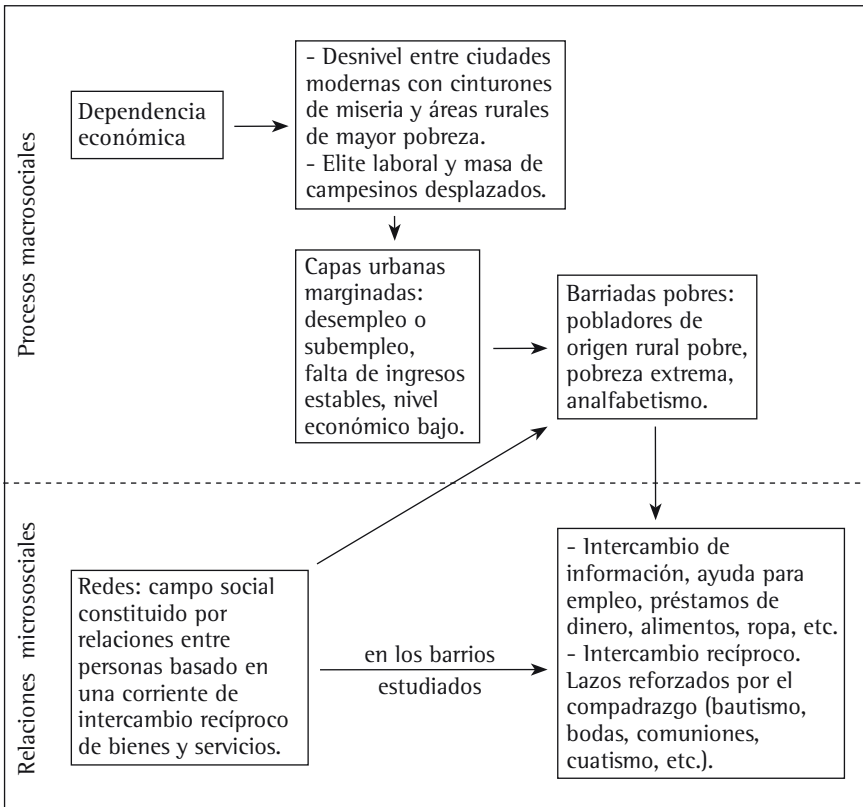 Procesos macrosociales
Dependencia
económica
- Desnivel entre ciudades
modernas con cinturones
de miseria y áreas rurales
de mayor pobreza.
- Elite laboral y masa de
campesinos desplazados.
Capas urbanas
marginadas:
desempleo o
subempleo,
falta de ingresos
estables, nivel
económico bajo.
Barriadas pobres:
pobladores de
origen rural pobre,
pobreza extrema,
analfabetismo.
Relaciones micrososciales
Redes: campo social
constituido por
relaciones entre
personas basado en
una corriente de
intercambio recíproco
de bienes y servicios.
en los barrios
estudiados
- Intercambio de
información, ayuda para
empleo, préstamos de
dinero, alimentos, ropa, etc.
- Intercambio recíproco.
Lazos reforzados por el
compadrazgo (bautismo,
bodas, comuniones,
cuatismo, etc.).